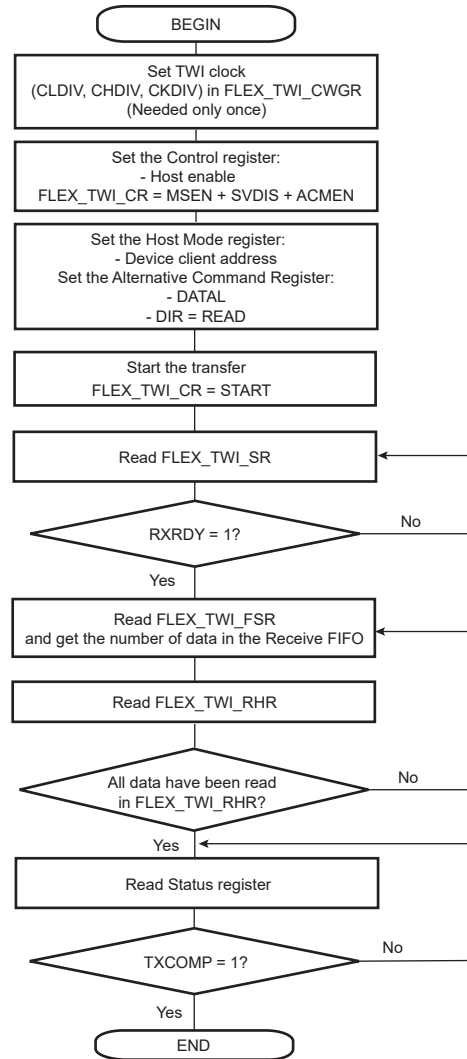 BEGIN
Set TWI clock
(CLDIV, CHDIV, CKDIV) in FLEX_TWI_CWGR
(Needed only once)
Set the Control register:
- Host enable
FLEX_TWI_CR = MSEN + SVDIS + ACMEN
Set the Host Mode register:
- Device client address
Set the Alternative Command Register:
- DATAL
- DIR = READ
Start the transfer
FLEX_TWI_CR = START
Read FLEX_TWI_SR
RXRDY = 1?
No
Yes
Read FLEX_TWI_FSR
and get the number of data in the Receive FIFO
Read FLEX_TWI_RHR
All data have been read
in FLEX_TWI_RHR?
No
Yes
Read Status register
TXCOMP = 1?
No
Yes
END